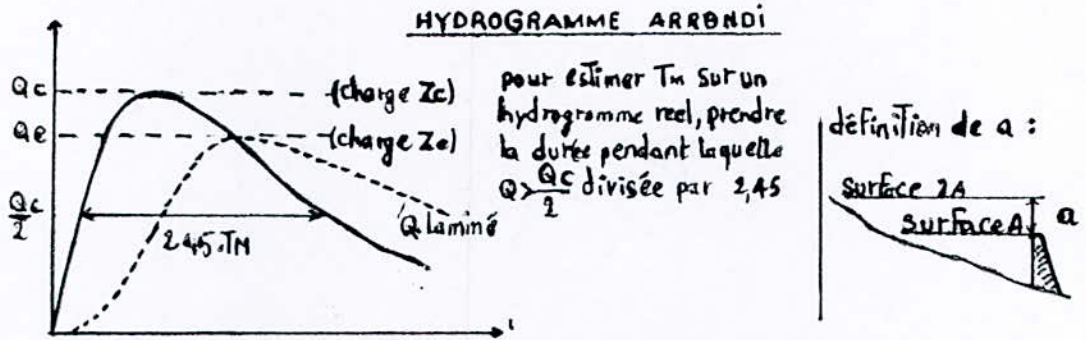 HYDROGRAMME ARRONDI
Qc
(charge Zc)
Qe
(charge Ze)
Qc
2
2,45.TM
Q laminé
t
pour estimer Tm sur un
hydrogramme reel, prendre
la durée pendant laquelle
Q>Qc/2 divisée par 2,45
définition de a :
surface 2A
surface A
a